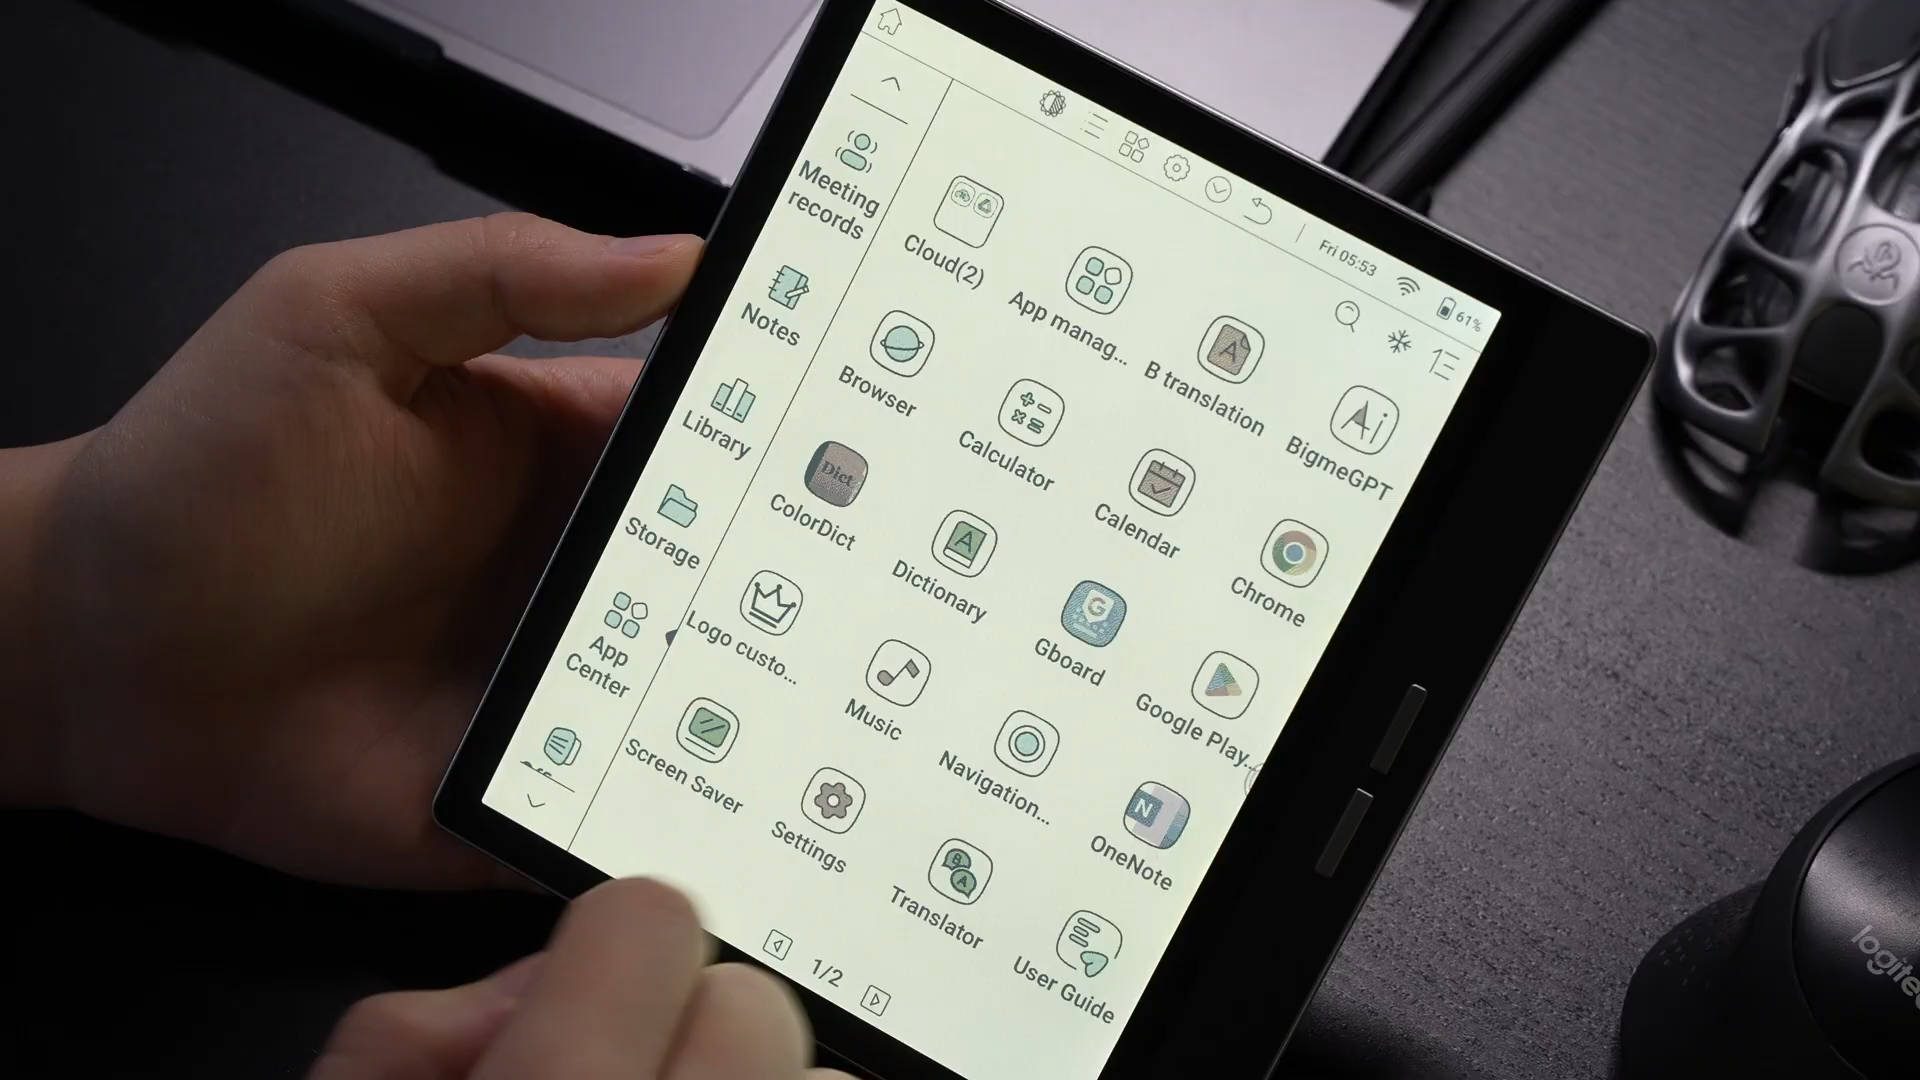 Fri 05:53
61%
Meeting
records
Notes
Library
Storage
App
Center
Cloud(2)
App manag...
B translation
Ai
BigmeGPT
Browser
Calculator
Calendar
Chrome
Dict
ColorDict
A
Dictionary
G
Gboard
Google Play...
Logo custo...
Music
Navigation...
N
OneNote
Screen Saver
Settings
B
A
Translator
User Guide
1/2